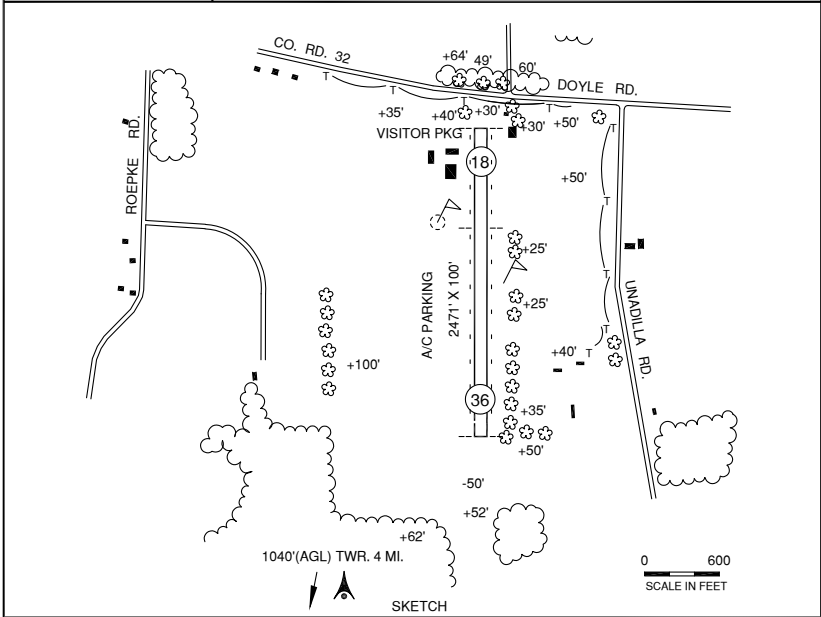 CO. RD. 32
+64'
49'
60'
DOYLE RD.
T
T
T
T
T
+35'
+40'
+30'
+30'
+50'
VISITOR PKG
18
ROEPKE RD.
+50'
T
+25'
T
A/C PARKING
2471' X 100'
+25'
UNADILLA RD.
T
T
+40'
+100'
36
+35'
+50'
-50'
+52'
+62'
1040'(AGL) TWR. 4 MI.
0 600
SCALE IN FEET
SKETCH